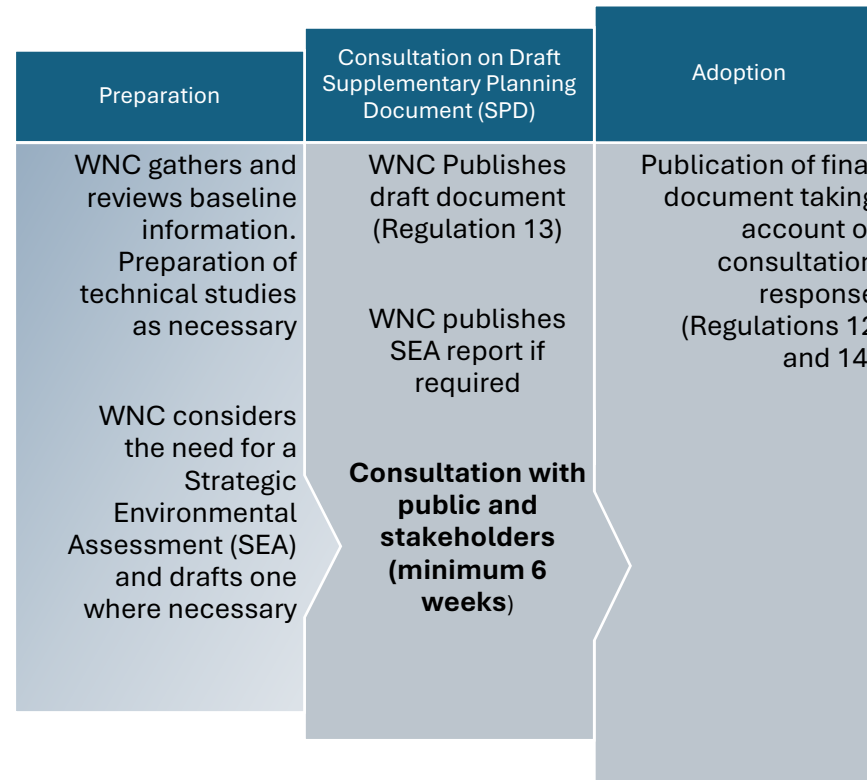 Preparation
WNC gathers and
reviews baseline
information.
Preparation of
technical studies
as necessary
WNC considers
the need for a
Strategic
Environmental
Assessment (SEA)
and drafts one
where necessary
Consultation on Draft
Supplementary Planning
Document (SPD)
WNC Publishes
draft document
(Regulation 13)
WNC publishes
SEA report if
required
Consultation with
public and
stakeholders
(minimum 6
weeks)
Adoption
Publication of fina
document taking
account o
consultation
response
(Regulations 12
and 14